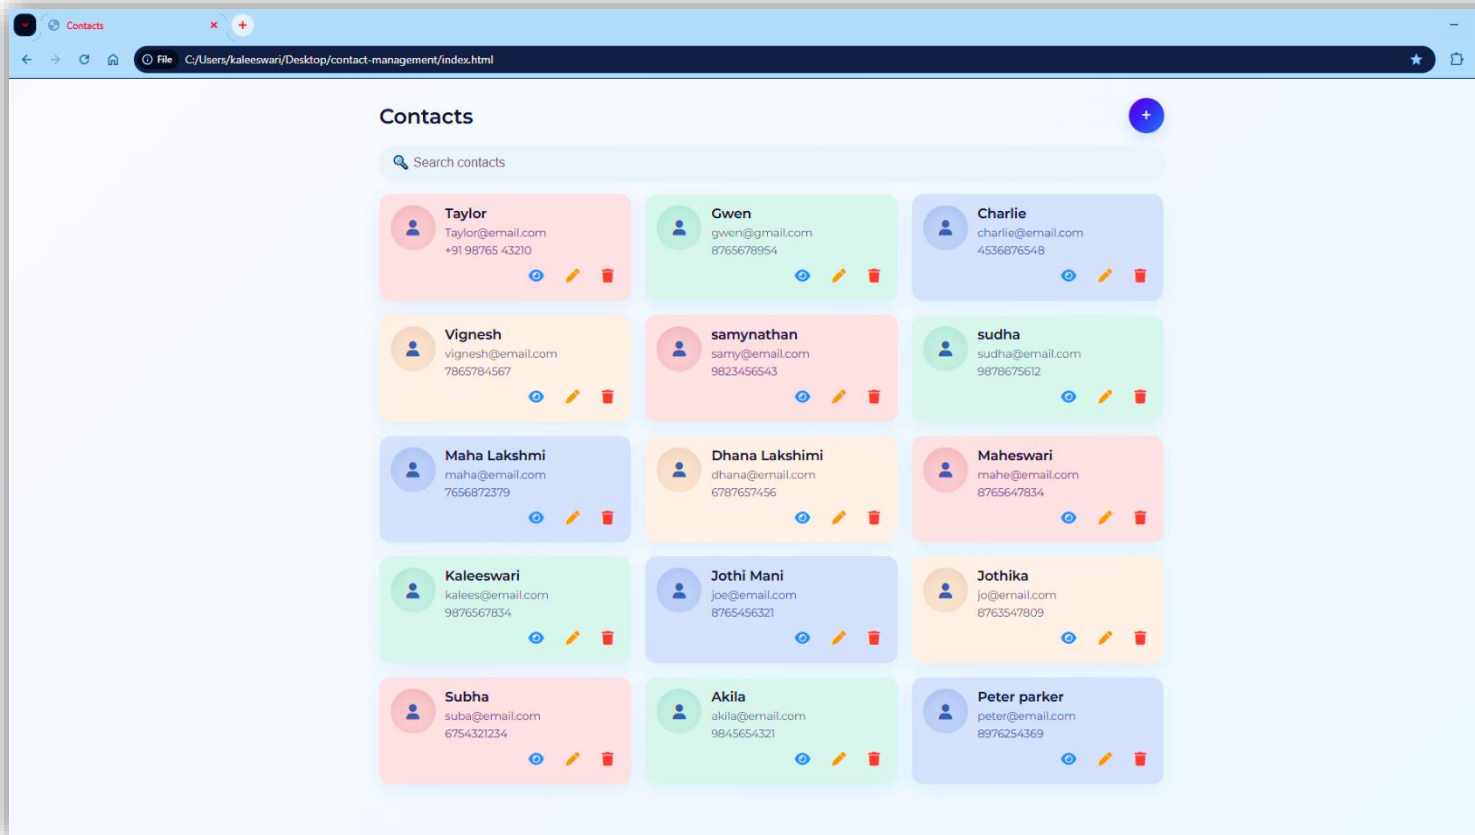 Contacts
File C:/Users/kaleeswari/Desktop/contact-management/index.html
Contacts
+
Search contacts
Taylor
Taylor@email.com
+91 98765 43210
Gwen
gwen@gmail.com
8765678954
Charlie
charlie@email.com
4536876548
Vignesh
vignesh@email.com
7865784567
samynathan
samy@email.com
9823456543
sudha
sudha@email.com
9878675612
Maha Lakshmi
maha@email.com
7656872379
Dhana Lakshimi
dhana@email.com
6787657456
Maheswari
mahe@email.com
8765647834
Kaleeswari
kalees@email.com
9876567834
Jothi Mani
joe@email.com
8765456321
Jothika
jo@email.com
8763547809
Subha
suba@email.com
6754321234
Akila
akila@email.com
9845654321
Peter parker
peter@email.com
8976254369